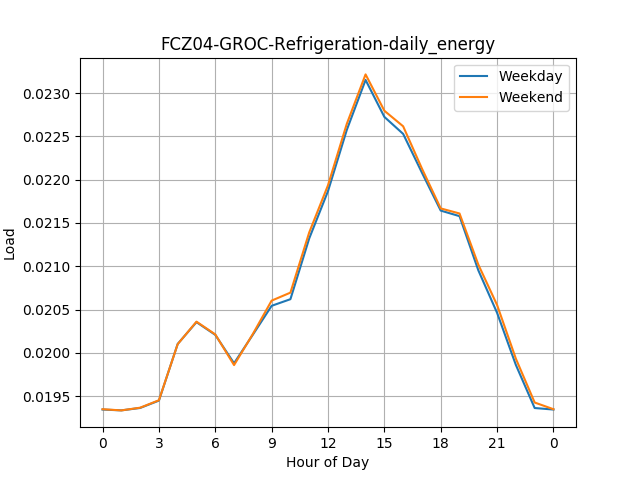 FCZ04-GROC-Refrigeration-daily_energy
Weekday
Weekend
0.0230
0.0225
0.0220
0.0215
0.0210
0.0205
0.0200
0.0195
Load
0 3 6 9 12 15 18 21 0
Hour of Day